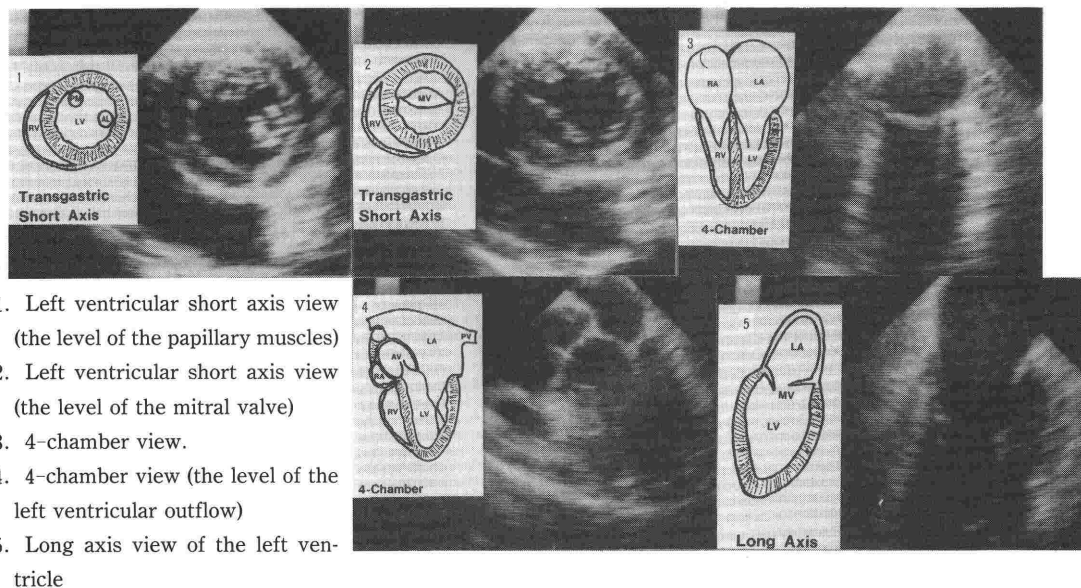 1
PM
RV
LV
AL
Transgastric
Short Axis
2
MV
RV
Transgastric
Short Axis
3
RA
LA
RV
LV
4-Chamber
. Left ventricular short axis view
(the level of the papillary muscles)
2. Left ventricular short axis view
(the level of the mitral valve)
3. 4-chamber view.
4. 4-chamber view (the level of the
left ventricular outflow)
5. Long axis view of the left ven-
tricle
4
LA
PV
AV
RA
RV
LV
4-Chamber
5
LA
MV
LV
Long Axis